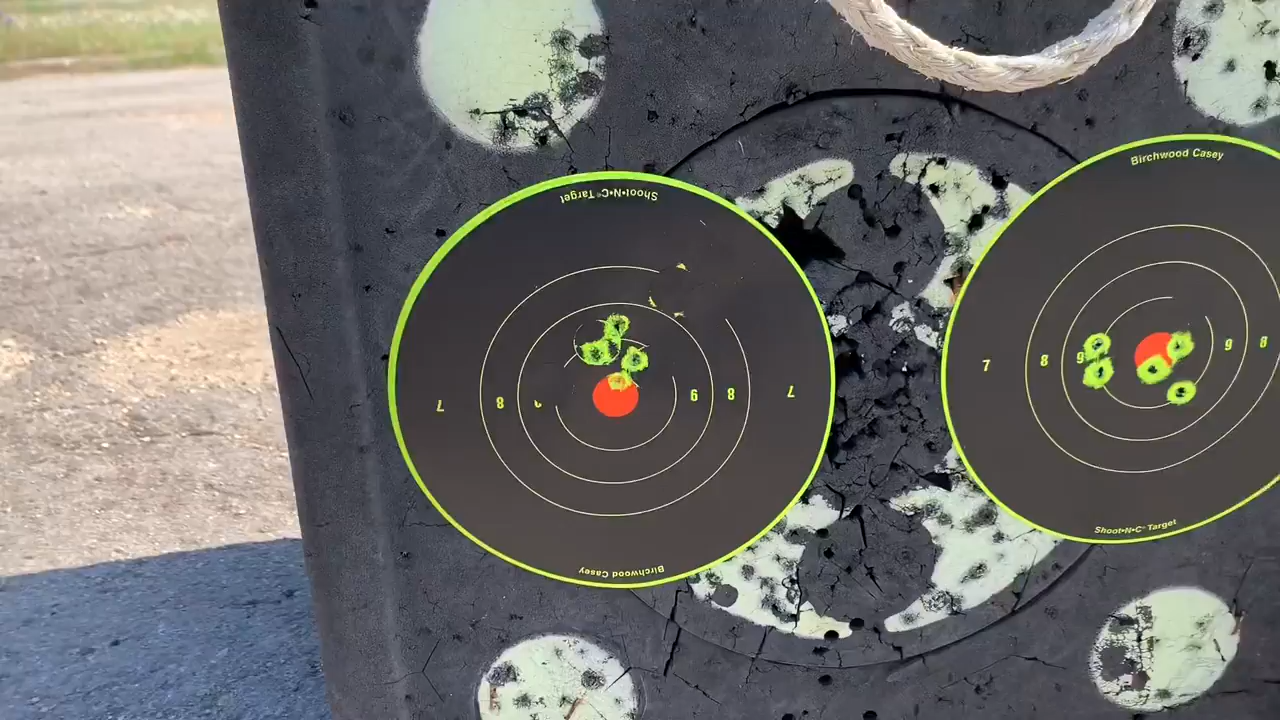 Shoot•N•C® Target
7 8 9 8 7
Birchwood Casey
Birchwood Casey
7 8 9 9 8
Shoot•N•C® Target